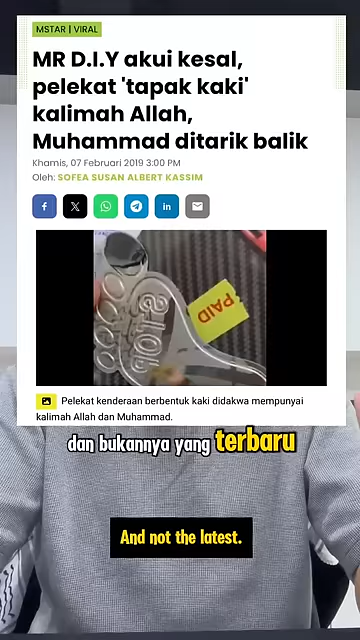 MSTAR | VIRAL
MR D.I.Y akui kesal,
pelekat 'tapak kaki'
kalimah Allah,
Muhammad ditarik balik
Khamis, 07 Februari 2019 3:00 PM
Oleh: SOFEA SUSAN ALBERT KASSIM
PAID
Pelekat kenderaan berbentuk kaki didakwa mempunyai
kalimah Allah dan Muhammad.
dan bukannya yang terbaru
And not the latest.